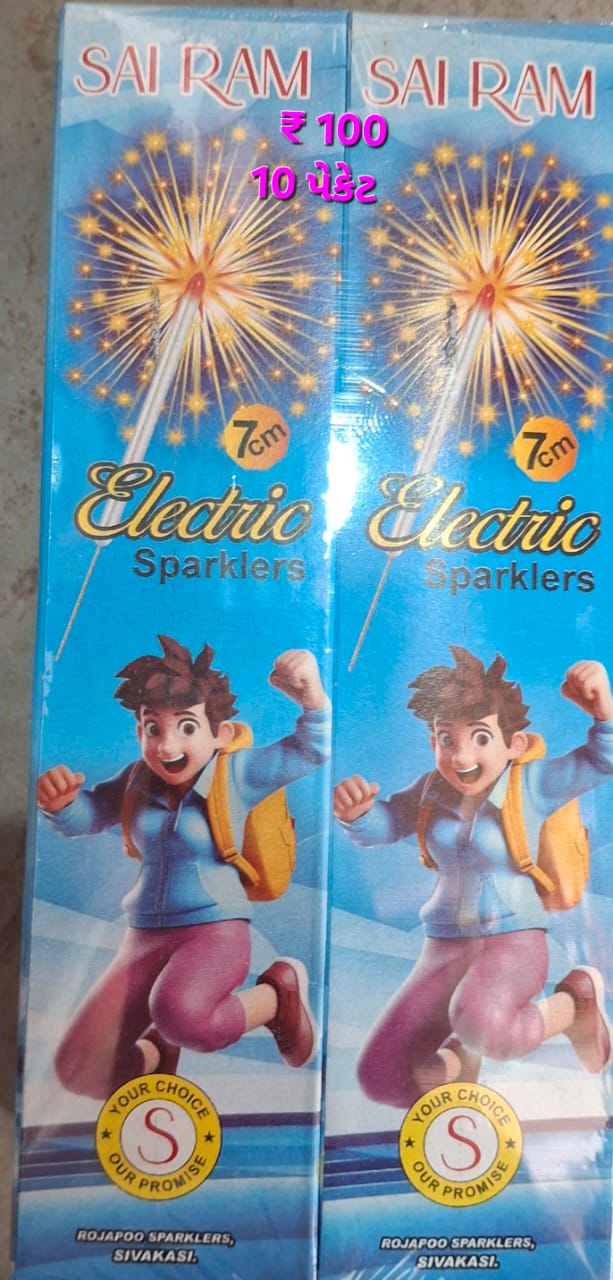 SAI RAM
SAI RAM
₹ 100
10 પેકેટ
7cm
7cm
Electric
Sparklers
Electric
Sparklers
YOUR CHOICE
S
OUR PROMISE
YOUR CHOICE
S
OUR PROMISE
ROJAPOO SPARKLERS,
SIVAKASI.
ROJAPOO SPARKLERS,
SIVAKASI.